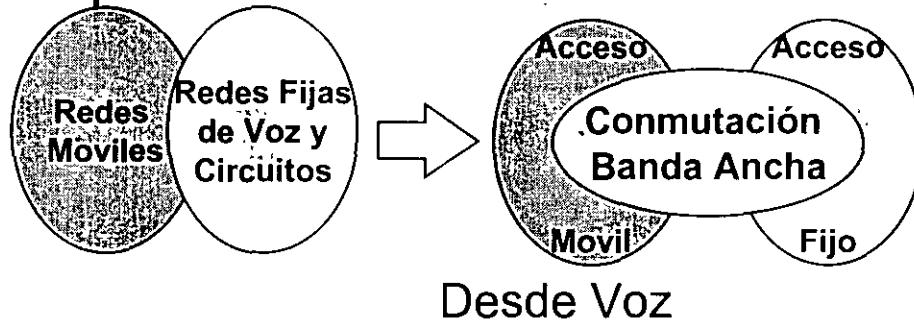 Redes
Moviles
Redes Fijas
de Voz y
Circuitos
Acceso
Movil
Conmutación
Banda Ancha
Acceso
Fijo
Desde Voz